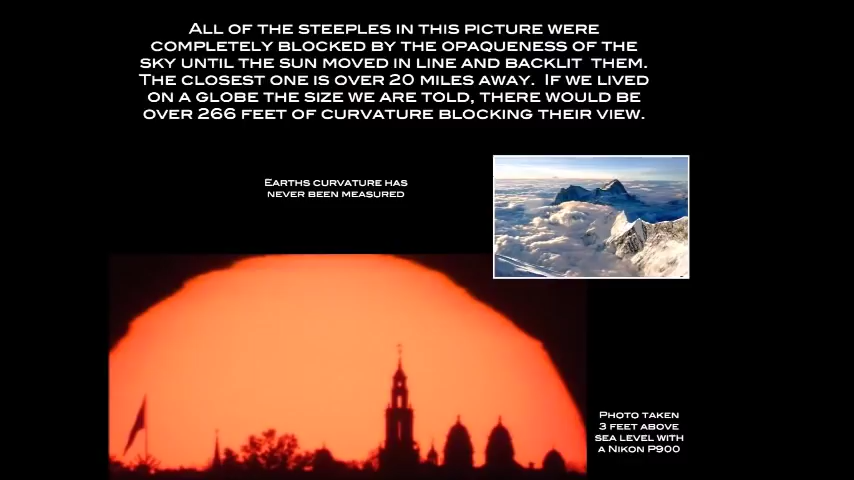 ALL OF THE STEEPLES IN THIS PICTURE WERE
COMPLETELY BLOCKED BY THE OPAQUENESS OF THE
SKY UNTIL THE SUN MOVED IN LINE AND BACKLIT THEM.
THE CLOSEST ONE IS OVER 20 MILES AWAY. IF WE LIVED
ON A GLOBE THE SIZE WE ARE TOLD, THERE WOULD BE
OVER 266 FEET OF CURVATURE BLOCKING THEIR VIEW.
EARTHS CURVATURE HAS
NEVER BEEN MEASURED
PHOTO TAKEN
3 FEET ABOVE
SEA LEVEL WITH
A NIKON P900